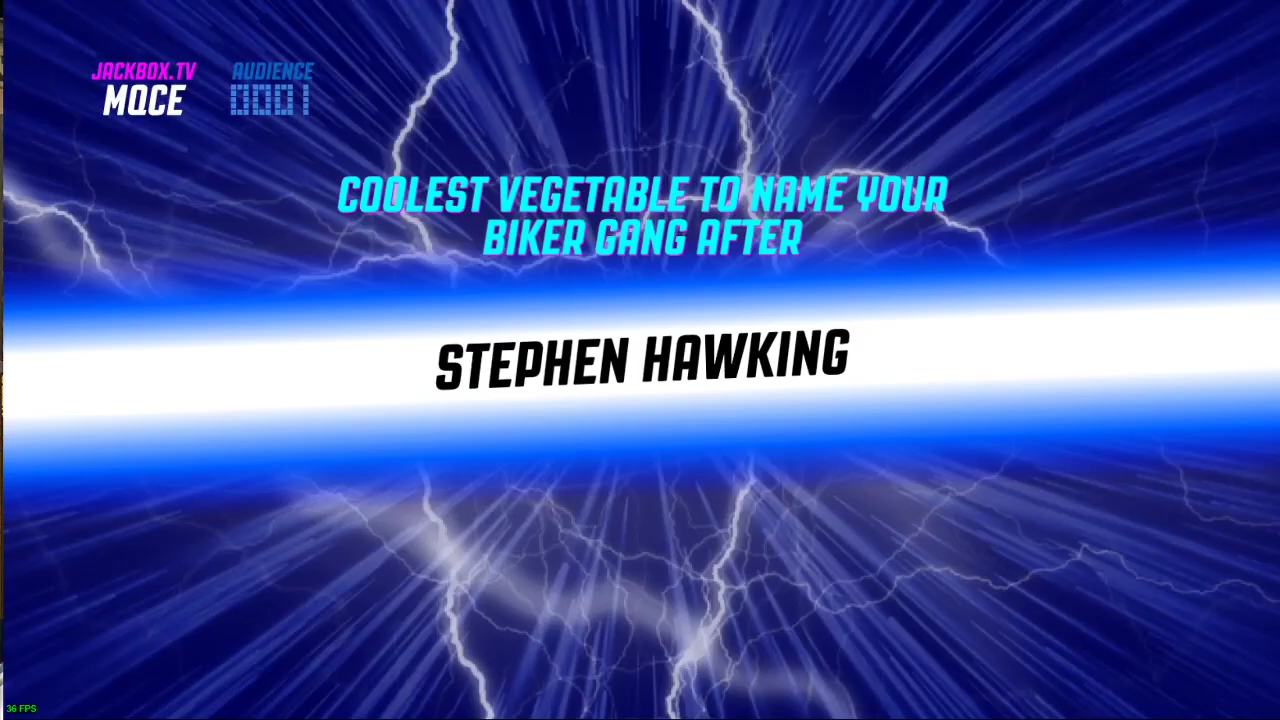 JACKBOX.TV
MQCE
AUDIENCE
0001
COOLEST VEGETABLE TO NAME YOUR
BIKER GANG AFTER
STEPHEN HAWKING
36 FPS